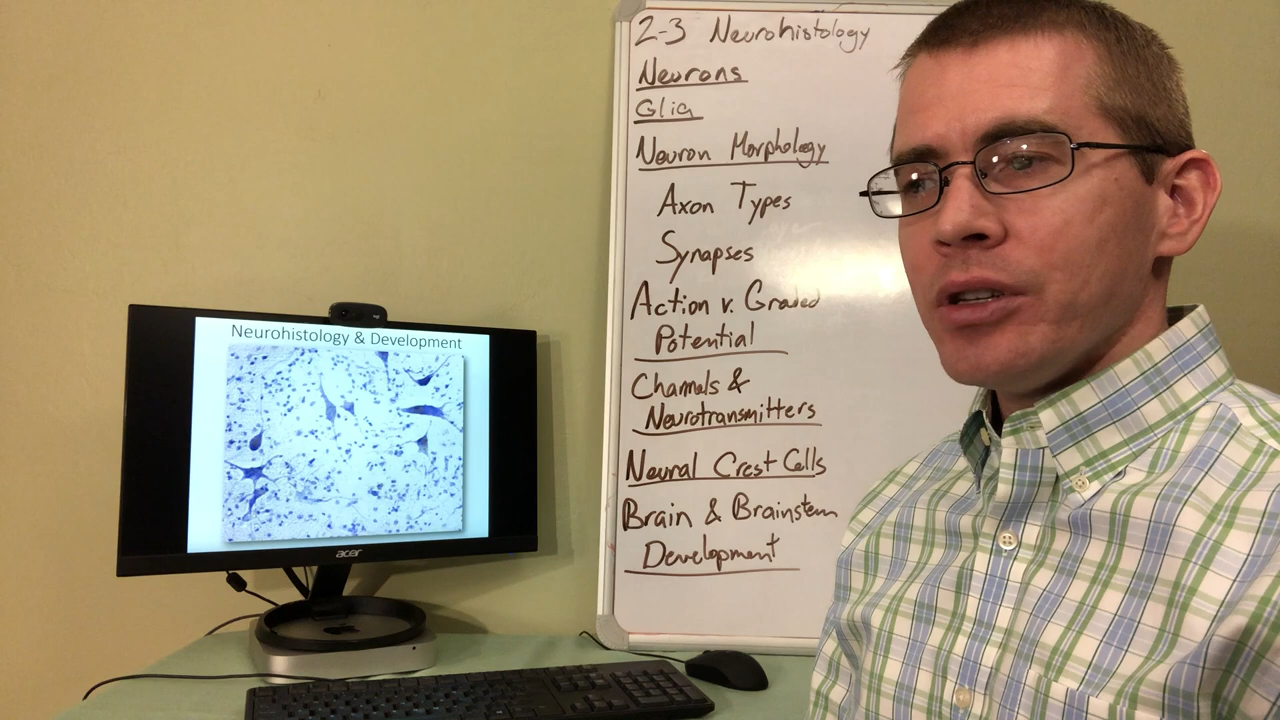 2-3 Neurohistology
Neurons
Glia
Neuron Morphology
Axon Types
Synapses
Action v. Graded
Potential
Channels &
Neurotransmitters
Neural Crest Cells
Brain & Brainstem
Development
Neurohistology & Development
acer